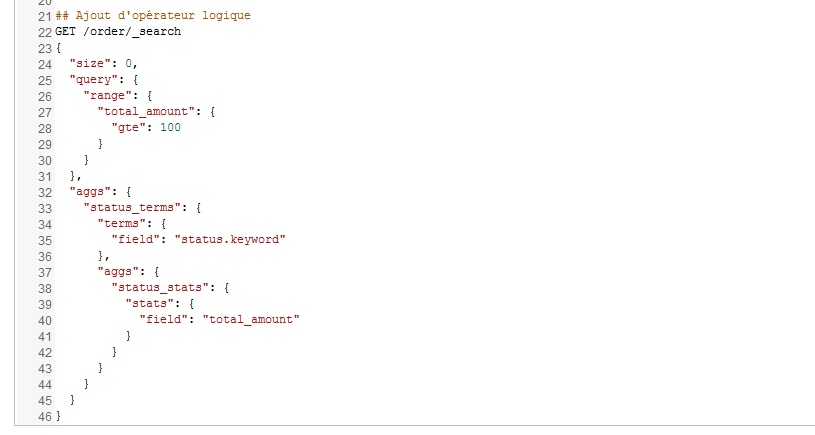 20
21 ## Ajout d'opérateur logique
22 GET /order/_search
23 {
24   "size": 0,
25   "query": {
26     "range": {
27       "total_amount": {
28         "gte": 100
29       }
30     }
31   },
32   "aggs": {
33     "status_terms": {
34       "terms": {
35         "field": "status.keyword"
36       },
37       "aggs": {
38         "status_stats": {
39           "stats": {
40             "field": "total_amount"
41           }
42         }
43       }
44     }
45   }
46 }